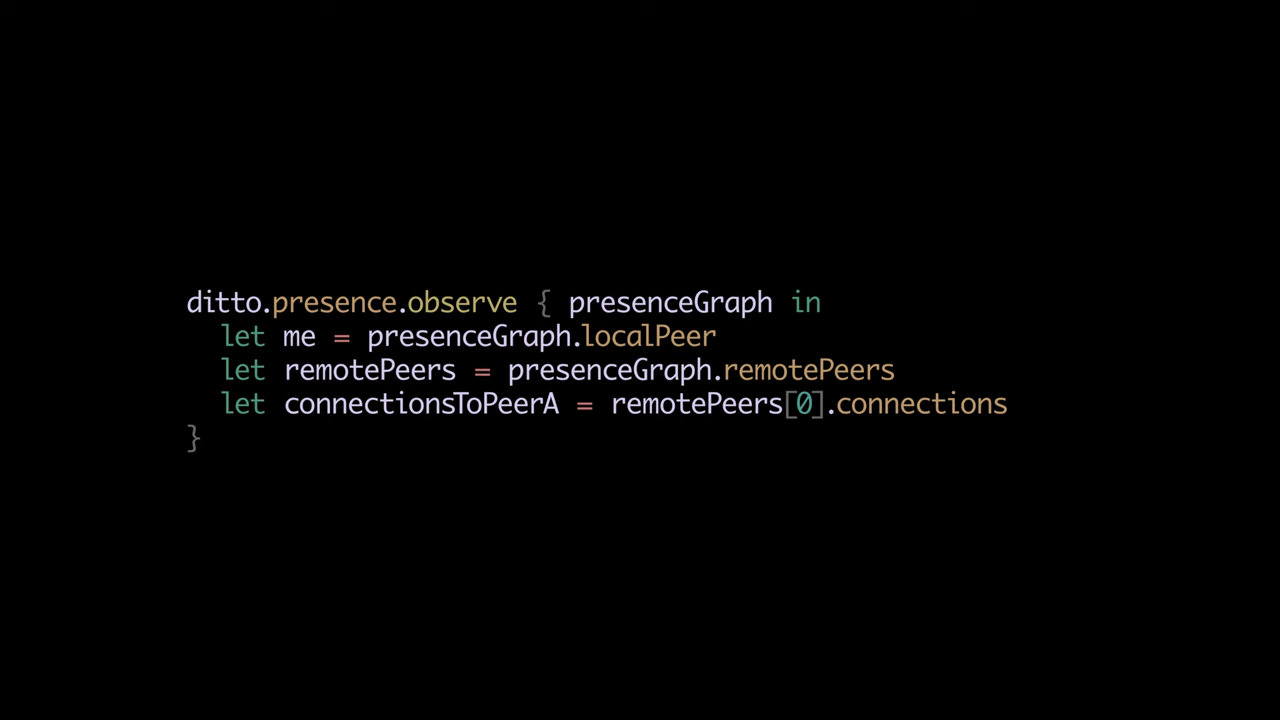 ditto.presence.observe { presenceGraph in
  let me = presenceGraph.localPeer
  let remotePeers = presenceGraph.remotePeers
  let connectionsToPeerA = remotePeers[0].connections
}